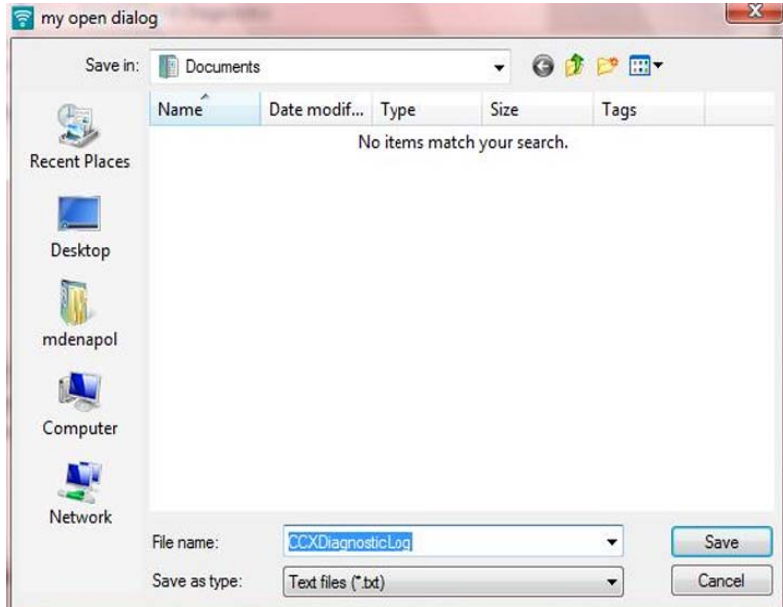 my open dialog
Save in: Documents
Name Date modif... Type Size Tags
No items match your search.
Recent Places
Desktop
mdenapol
Computer
Network
File name: CCXDiagnosticLog Save
Save as type: Text files (*.txt) Cancel